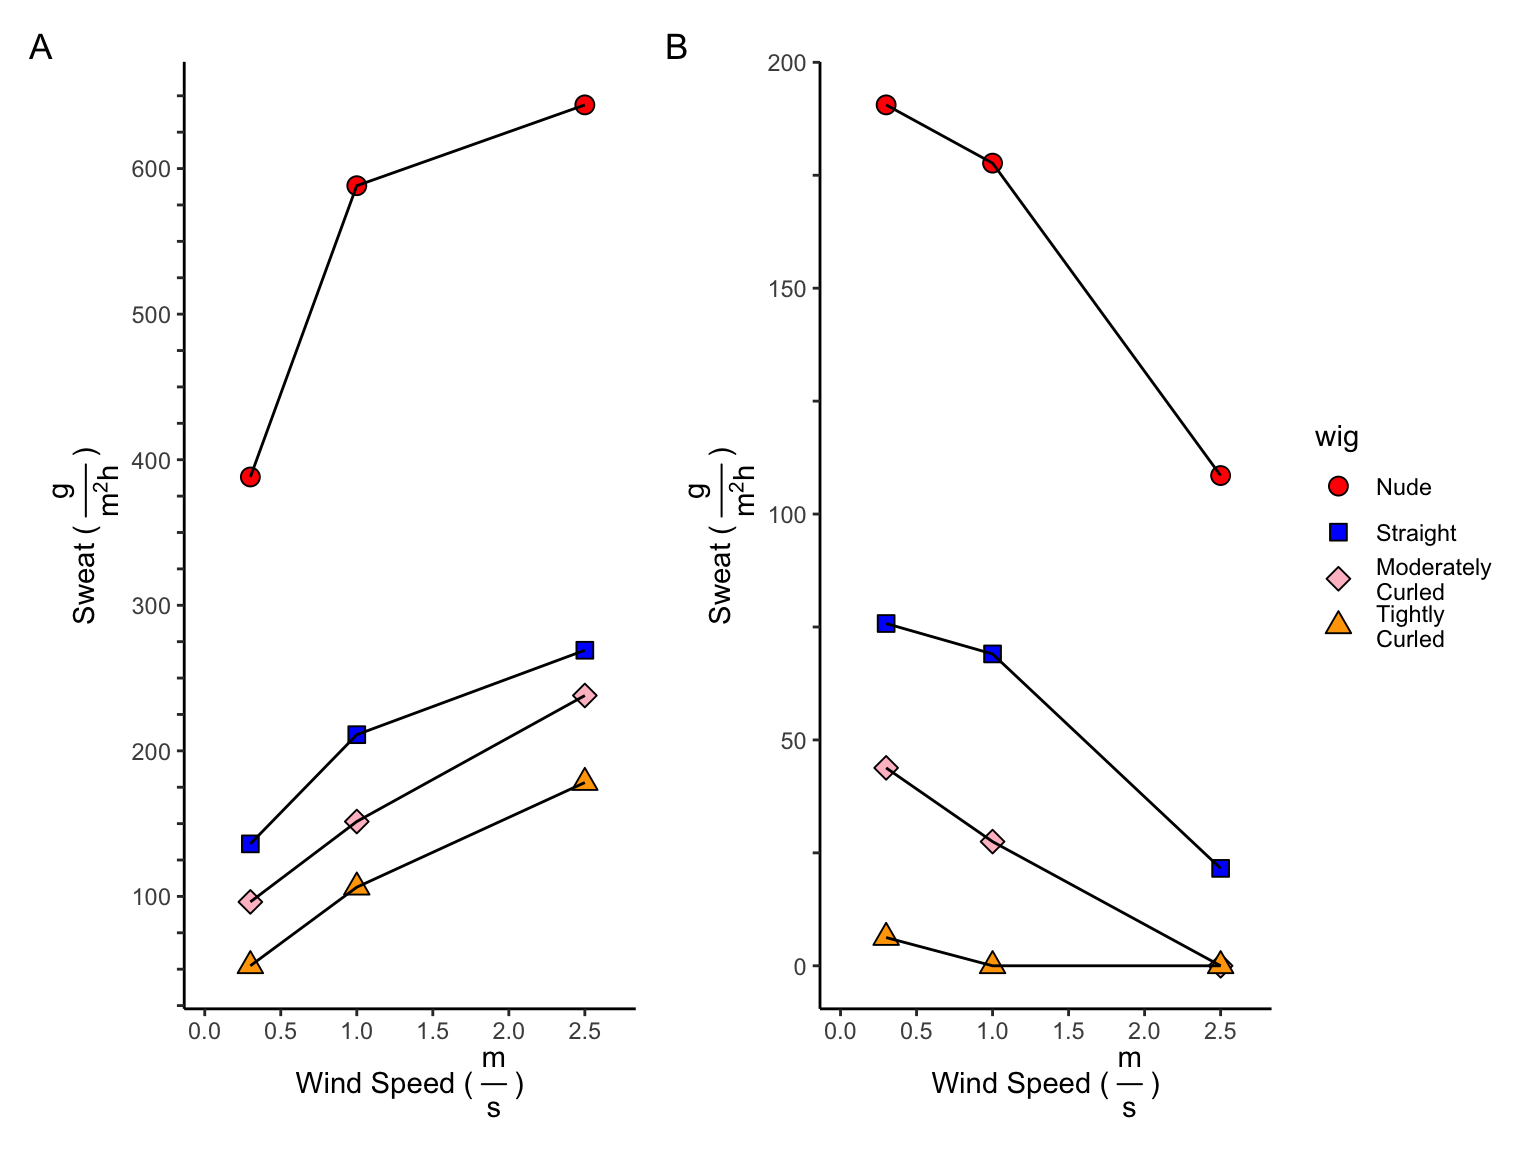 A
600
500
400
300
200
100
Sweat ( g/m²h )
0.0 0.5 1.0 1.5 2.0 2.5
Wind Speed ( m/s )
B
200
150
100
50
0
Sweat ( g/m²h )
0.0 0.5 1.0 1.5 2.0 2.5
Wind Speed ( m/s )
wig
Nude
Straight
Moderately
Curled
Tightly
Curled